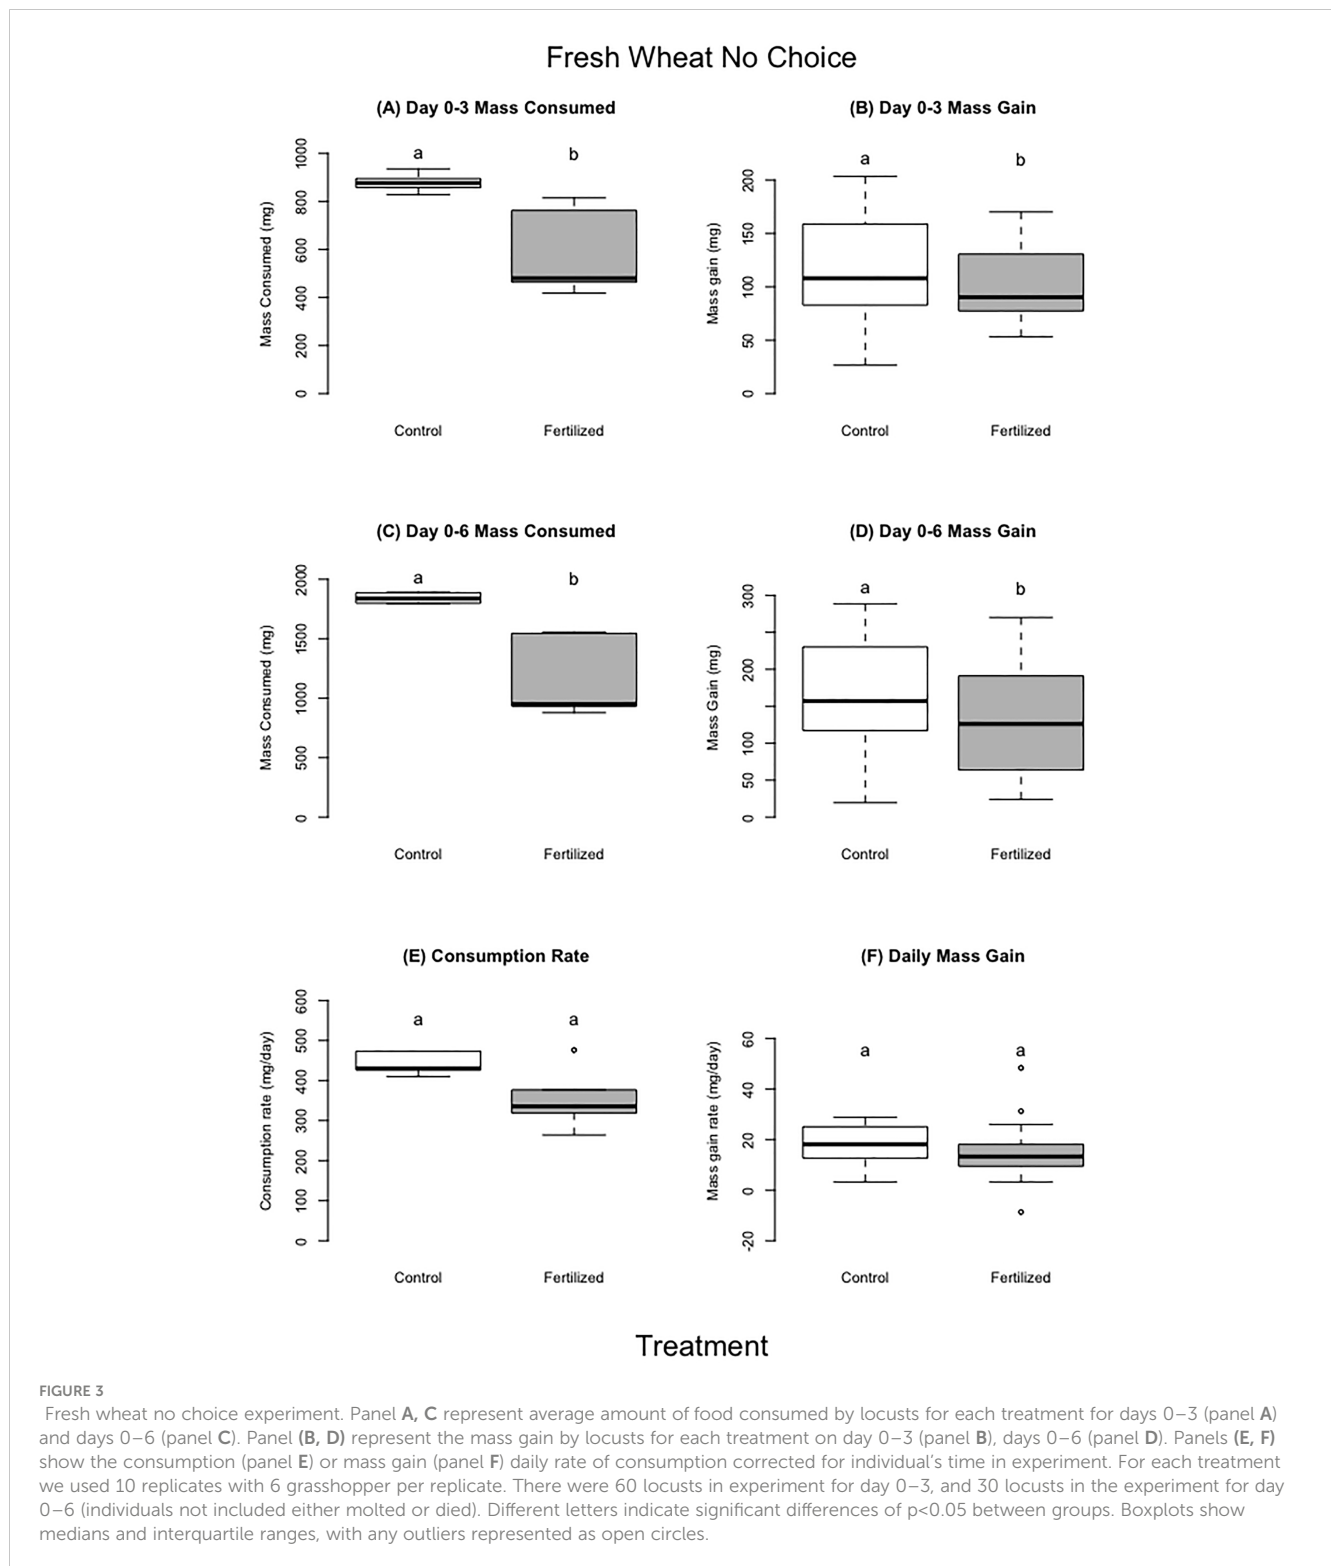 Fresh Wheat No Choice
(A) Day 0-3 Mass Consumed
Mass Consumed (mg)
0 200 400 600 800 1000
a b
Control Fertilized
(B) Day 0-3 Mass Gain
Mass gain (mg)
0 50 100 150 200
a b
Control Fertilized
(C) Day 0-6 Mass Consumed
Mass Consumed (mg)
0 500 1000 1500 2000
a b
Control Fertilized
(D) Day 0-6 Mass Gain
Mass Gain (mg)
0 50 100 200 300
a b
Control Fertilized
(E) Consumption Rate
Consumption rate (mg/day)
0 100 200 300 400 500 600
a a
Control Fertilized
(F) Daily Mass Gain
Mass gain rate (mg/day)
-20 0 20 40 60
a a
Control Fertilized
Treatment
FIGURE 3
Fresh wheat no choice experiment. Panel A, C represent average amount of food consumed by locusts for each treatment for days 0–3 (panel A)
and days 0–6 (panel C). Panel (B, D) represent the mass gain by locusts for each treatment on day 0–3 (panel B), days 0–6 (panel D). Panels (E, F)
show the consumption (panel E) or mass gain (panel F) daily rate of consumption corrected for individual's time in experiment. For each treatment
we used 10 replicates with 6 grasshopper per replicate. There were 60 locusts in experiment for day 0–3, and 30 locusts in the experiment for day
0–6 (individuals not included either molted or died). Different letters indicate significant differences of p<0.05 between groups. Boxplots show
medians and interquartile ranges, with any outliers represented as open circles.